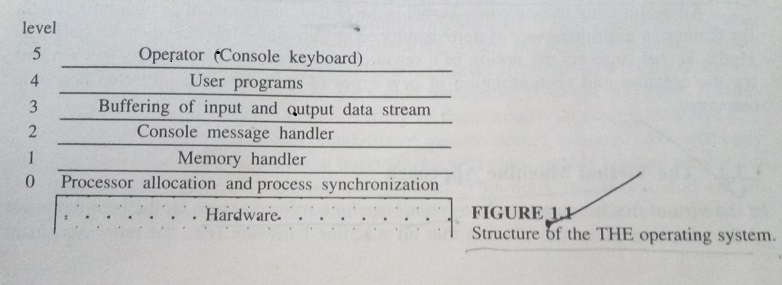 level
5 Operator (Console keyboard)
4 User programs
3 Buffering of input and output data stream
2 Console message handler
1 Memory handler
0 Processor allocation and process synchronization
Hardware
FIGURE 1.1
Structure of the THE operating system.